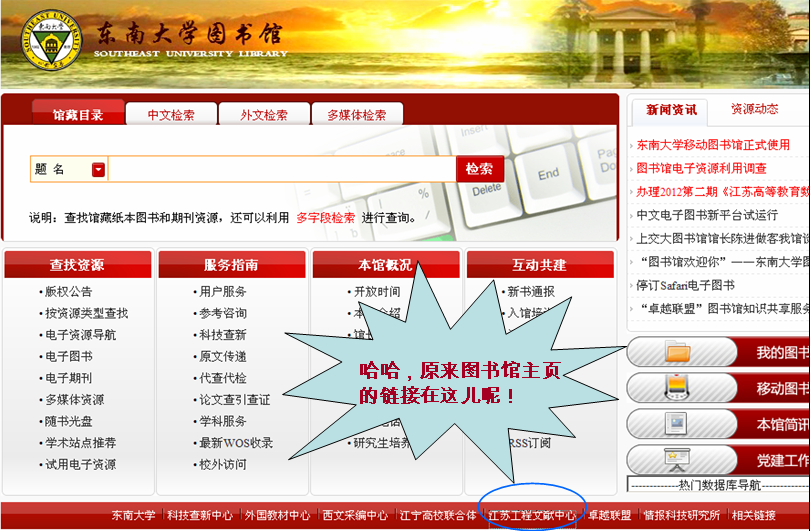 东南大学图书馆
SOUTHEAST UNIVERSITY LIBRARY
馆藏目录 中文检索 外文检索 多媒体检索
题 名 检索
说明：查找馆藏纸本图书和期刊资源，还可以利用 多字段检索 进行查询。
Insert
End
Delete
新闻资讯 资源动态
东南大学移动图书馆正式使用
图书馆电子资源利用调查
办理2012第二期《江苏高等教育数
中文电子图书新平台试运行
上交大图书馆馆长陈进做客我馆设
“图书馆欢迎你”——东南大学图
停订Safari电子图书
“卓越联盟”图书馆知识共享服务
查找资源
•版权公告
•按资源类型查找
•电子资源导航
•电子图书
•电子期刊
•多媒体资源
•随书光盘
•学术站点推荐
•试用电子资源
服务指南
•用户服务
•参考咨询
•科技查新
•原文传递
•代查代检
•论文查引查证
•学科服务
•最新WOS收录
•校外访问
本馆概况
•开放时间
•研究生培养
互动共建
•新书通报
RSS订阅
哈哈，原来图书馆主页
的链接在这儿呢！
我的图书
移动图书
本馆简讯
党建工作
------------热门数据库导航------------
东南大学 | 科技查新中心 | 外国教材中心 | 西文采编中心 | 江宁高校联合体 | 江苏工程文献中心 | 卓越联盟 | 情报科技研究所 | 相关链接